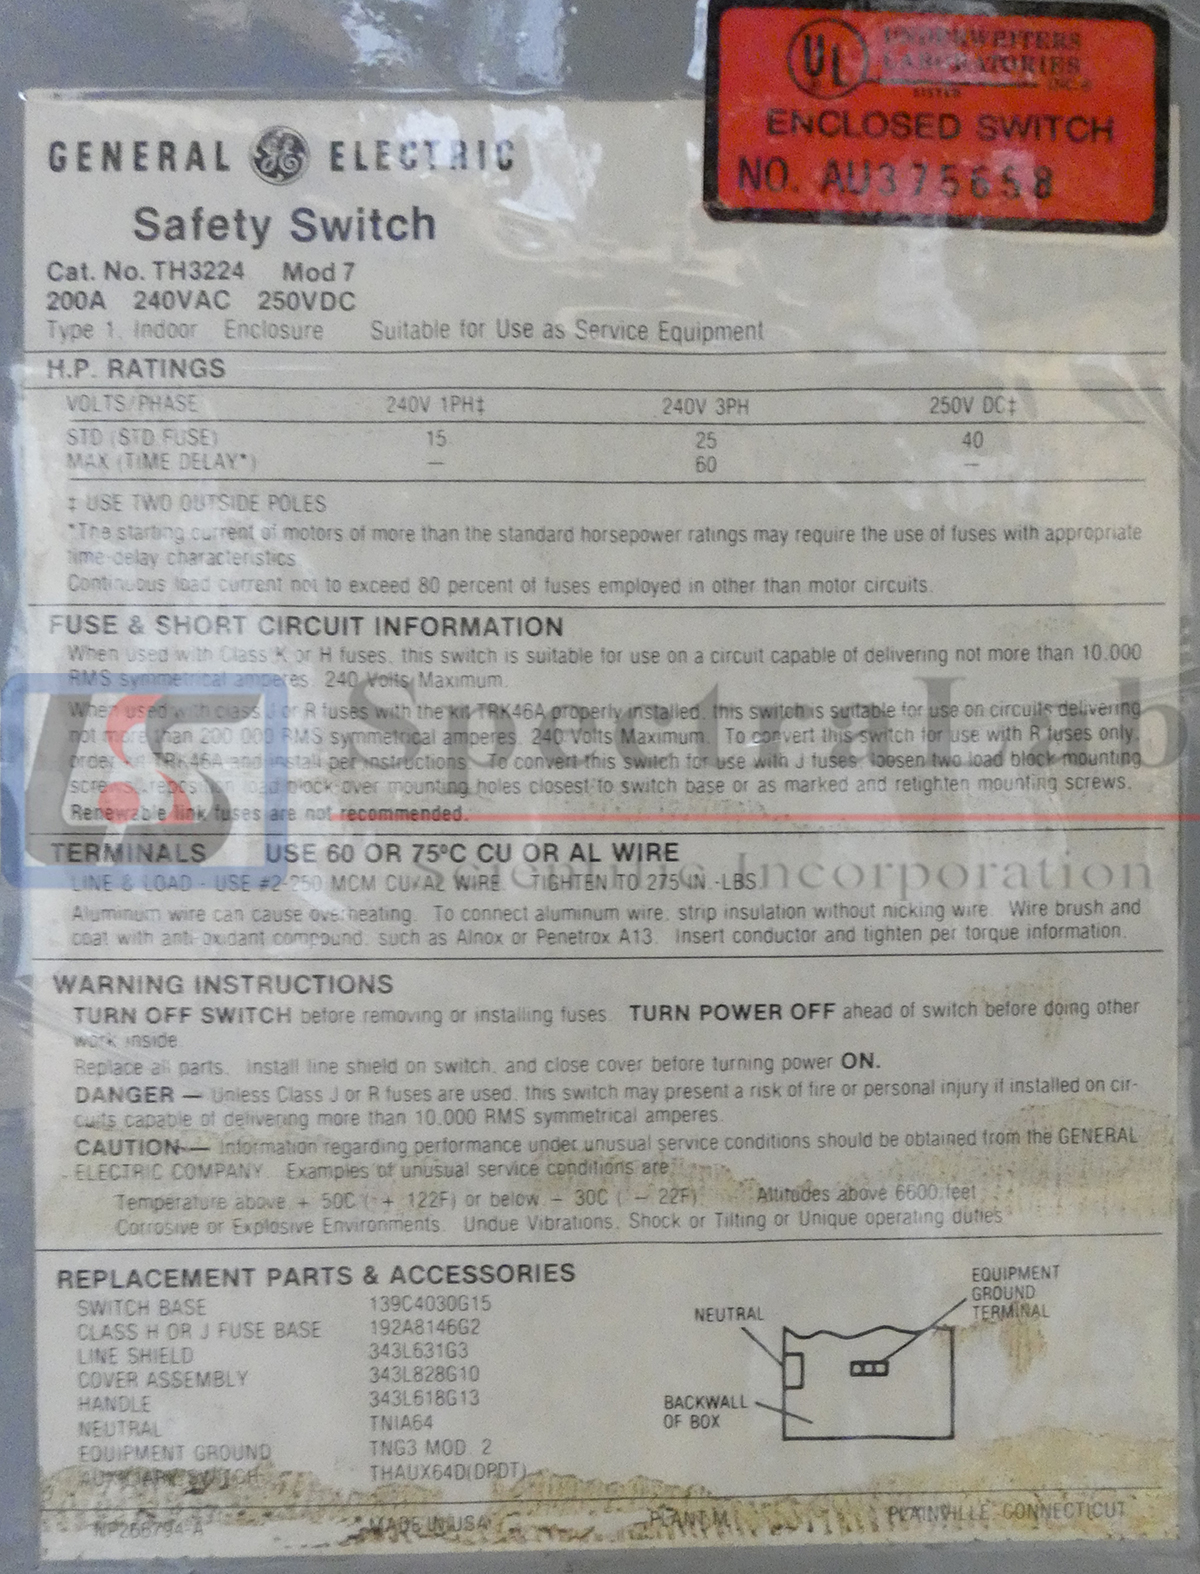 UL UNDERWRITERS
LABORATORIES
INC.®
LISTED
ENCLOSED SWITCH
NO. AU375658
GENERAL GE ELECTRIC
Safety Switch
Cat. No. TH3224 Mod 7
200A 240VAC 250VDC
Type 1, Indoor Enclosure Suitable for Use as Service Equipment
H.P. RATINGS
VOLTS/PHASE 240V 1PH‡ 240V 3PH 250V DC‡
STD (STD FUSE) 15 25 40
MAX (TIME DELAY*) — 60 —
‡ USE TWO OUTSIDE POLES
*The starting current of motors of more than the standard horsepower ratings may require the use of fuses with appropriate
time-delay characteristics.
Continuous load current not to exceed 80 percent of fuses employed in other than motor circuits.
FUSE & SHORT CIRCUIT INFORMATION
When used with Class K or H fuses, this switch is suitable for use on a circuit capable of delivering not more than 10,000
RMS symmetrical amperes, 240 Volts Maximum.
When used with class J or R fuses with the kit TRK46A properly installed, this switch is suitable for use on circuits delivering
not more than 200,000 RMS symmetrical amperes, 240 Volts Maximum. To convert this switch for use with R fuses only,
order kit TRK46A and install per instructions. To convert this switch for use with J fuses, loosen two load block mounting
screws, reposition load block over mounting holes closest to switch base or as marked and retighten mounting screws.
Renewable link fuses are not recommended.
SpectraLab
Scientific Incorporation
TERMINALS USE 60 OR 75°C CU OR AL WIRE
LINE & LOAD - USE #2-250 MCM CU/AL WIRE. TIGHTEN TO 275 IN.-LBS.
Aluminum wire can cause overheating. To connect aluminum wire, strip insulation without nicking wire. Wire brush and
coat with anti-oxidant compound, such as Alnox or Penetrox A13. Insert conductor and tighten per torque information.
WARNING INSTRUCTIONS
TURN OFF SWITCH before removing or installing fuses. TURN POWER OFF ahead of switch before doing other
work inside.
Replace all parts. Install line shield on switch, and close cover before turning power ON.
DANGER — Unless Class J or R fuses are used, this switch may present a risk of fire or personal injury if installed on cir-
cuits capable of delivering more than 10,000 RMS symmetrical amperes.
CAUTION — Information regarding performance under unusual service conditions should be obtained from the GENERAL
ELECTRIC COMPANY. Examples of unusual service conditions are
Temperature above + 50C ( + 122F) or below - 30C ( - 22F) Altitudes above 6600 feet
Corrosive or Explosive Environments. Undue Vibrations, Shock or Tilting or Unique operating duties
REPLACEMENT PARTS & ACCESSORIES
SWITCH BASE 139C4030G15
CLASS H OR J FUSE BASE 192A8146G2
LINE SHIELD 343L631G3
COVER ASSEMBLY 343L828G10
HANDLE 343L618G13
NEUTRAL TNIA64
EQUIPMENT GROUND TNG3 MOD. 2
AUXILIARY SWITCH THAUX64D(DPDT)
EQUIPMENT
GROUND
TERMINAL
NEUTRAL
BACKWALL
OF BOX
NP266794-A MADE IN USA PLANT M PLAINVILLE, CONNECTICUT